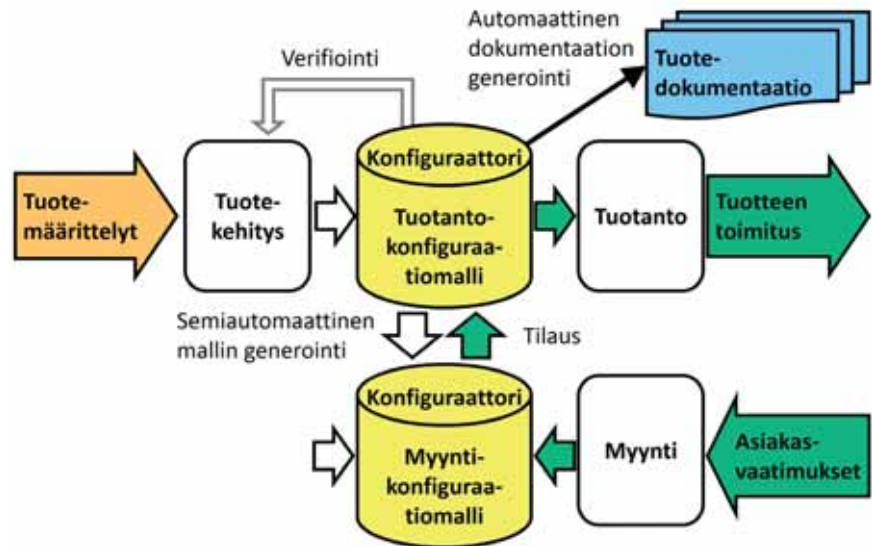 Automaattinen
dokumentaation
generointi
Tuote-
dokumentaatio
Verifiointi
Tuote-
määrittelyt
Tuote-
kehitys
Konfiguraattori
Tuotanto-
konfiguraa-
tiomalli
Tuotanto
Tuotteen
toimitus
Semiautomaattinen
mallin generointi
Tilaus
Konfiguraattori
Myynti-
konfiguraa-
tiomalli
Myynti
Asiakas-
vaatimukset